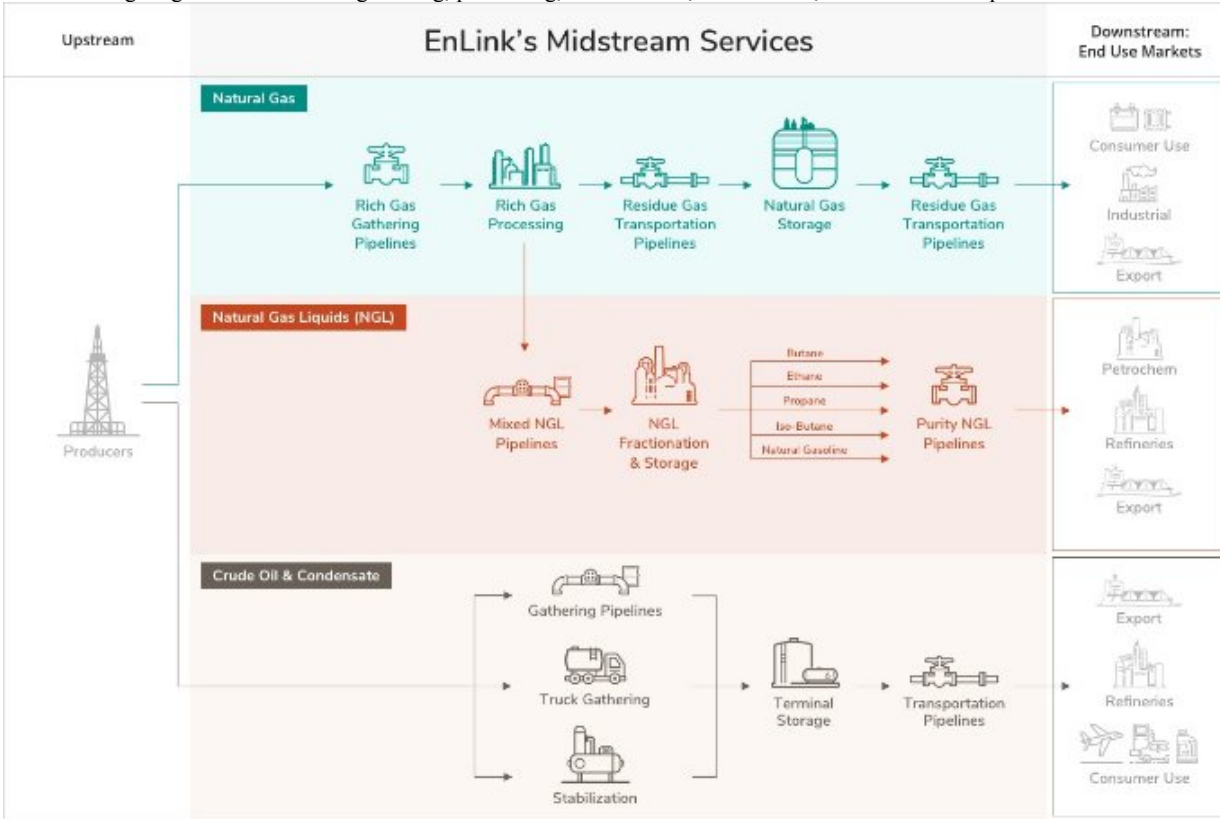 Upstream
EnLink's Midstream Services
Downstream:
End Use Markets
Natural Gas
Rich Gas
Gathering
Pipelines
Rich Gas
Processing
Residue Gas
Transportation
Pipelines
Natural Gas
Storage
Residue Gas
Transportation
Pipelines
Consumer Use
Industrial
Export
Producers
Natural Gas Liquids (NGL)
Mixed NGL
Pipelines
NGL
Fractionation
& Storage
Butane
Ethane
Propane
Iso-Butane
Natural Gasoline
Purity NGL
Pipelines
Petrochem
Refineries
Export
Crude Oil & Condensate
Gathering Pipelines
Truck Gathering
Stabilization
Terminal
Storage
Transportation
Pipelines
Export
Refineries
Consumer Use